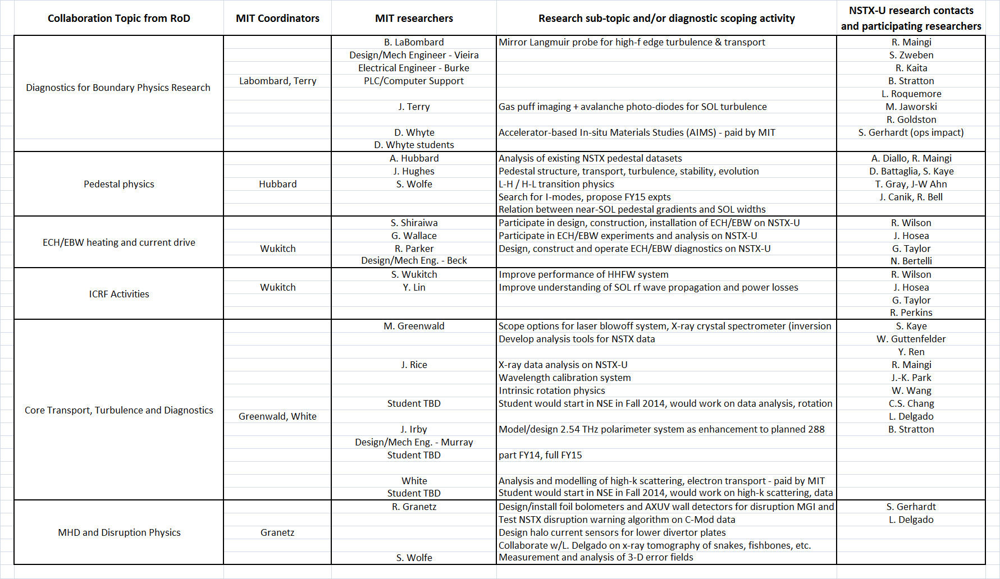 Collaboration Topic from RoD MIT Coordinators MIT researchers Research sub-topic and/or diagnostic scoping activity NSTX-U research contacts
and participating researchers
B. LaBombard Mirror Langmuir probe for high-f edge turbulence & transport R. Maingi
Design/Mech Engineer - Vieira S. Zweben
Electrical Engineer - Burke R. Kaita
Diagnostics for Boundary Physics Research Labombard, Terry PLC/Computer Support B. Stratton
L. Roquemore
J. Terry Gas puff imaging + avalanche photo-diodes for SOL turbulence M. Jaworski
R. Goldston
D. Whyte Accelerator-based In-situ Materials Studies (AIMS) - paid by MIT S. Gerhardt (ops impact)
D. Whyte students
A. Hubbard Analysis of existing NSTX pedestal datasets A. Diallo, R. Maingi
J. Hughes Pedestal structure, transport, turbulence, stability, evolution D. Battaglia, S. Kaye
Pedestal physics Hubbard S. Wolfe L-H / H-L transition physics T. Gray, J-W Ahn
Search for I-modes, propose FY15 expts J. Canik, R. Bell
Relation between near-SOL pedestal gradients and SOL widths
S. Shiraiwa Participate in design, construction, installation of ECH/EBW on NSTX-U R. Wilson
G. Wallace Participate in ECH/EBW experiments and analysis on NSTX-U J. Hosea
ECH/EBW heating and current drive Wukitch R. Parker Design, construct and operate ECH/EBW diagnostics on NSTX-U G. Taylor
Design/Mech Eng. - Beck N. Bertelli
S. Wukitch Improve performance of HHFW system R. Wilson
ICRF Activities Wukitch Y. Lin Improve understanding of SOL rf wave propagation and power losses J. Hosea
G. Taylor
R. Perkins
M. Greenwald Scope options for laser blowoff system, X-ray crystal spectrometer (inversion S. Kaye
Develop analysis tools for NSTX data W. Guttenfelder
Y. Ren
J. Rice X-ray data analysis on NSTX-U R. Maingi
Wavelength calibration system J.-K. Park
Intrinsic rotation physics W. Wang
Student TBD Student would start in NSE in Fall 2014, would work on data analysis, rotation C.S. Chang
Core Transport, Turbulence and Diagnostics Greenwald, White L. Delgado
J. Irby Model/design 2.54 THz polarimeter system as enhancement to planned 288 B. Stratton
Design/Mech Eng. - Murray
Student TBD part FY14, full FY15
White Analysis and modelling of high-k scattering, electron transport - paid by MIT
Student TBD Student would start in NSE in Fall 2014, would work on high-k scattering, data
R. Granetz Design/install foil bolometers and AXUV wall detectors for disruption MGI and S. Gerhardt
Test NSTX disruption warning algorithm on C-Mod data L. Delgado
MHD and Disruption Physics Granetz Design halo current sensors for lower divertor plates
Collaborate w/L. Delgado on x-ray tomography of snakes, fishbones, etc.
S. Wolfe Measurement and analysis of 3-D error fields